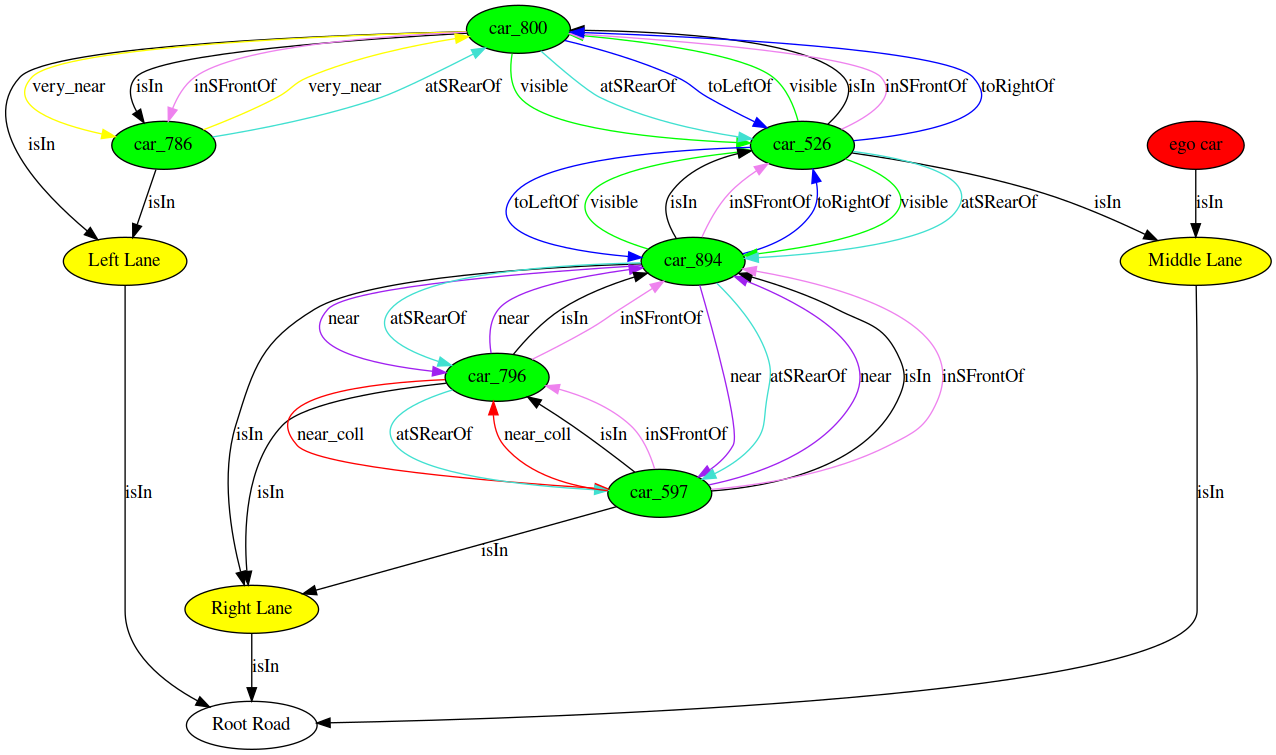 car_800
very_near
isIn
inSFrontOf
very_near
atSRearOf
visible
atSRearOf
toLeftOf
visible
isIn
inSFrontOf
toRightOf
isIn
car_786
car_526
ego car
isIn
toLeftOf
visible
isIn
inSFrontOf
toRightOf
visible
atSRearOf
isIn
isIn
Left Lane
car_894
Middle Lane
near
atSRearOf
near
isIn
inSFrontOf
car_796
near
atSRearOf
near
isIn
inSFrontOf
isIn
near_coll
atSRearOf
near_coll
isIn
inSFrontOf
isIn
isIn
car_597
isIn
isIn
Right Lane
isIn
Root Road